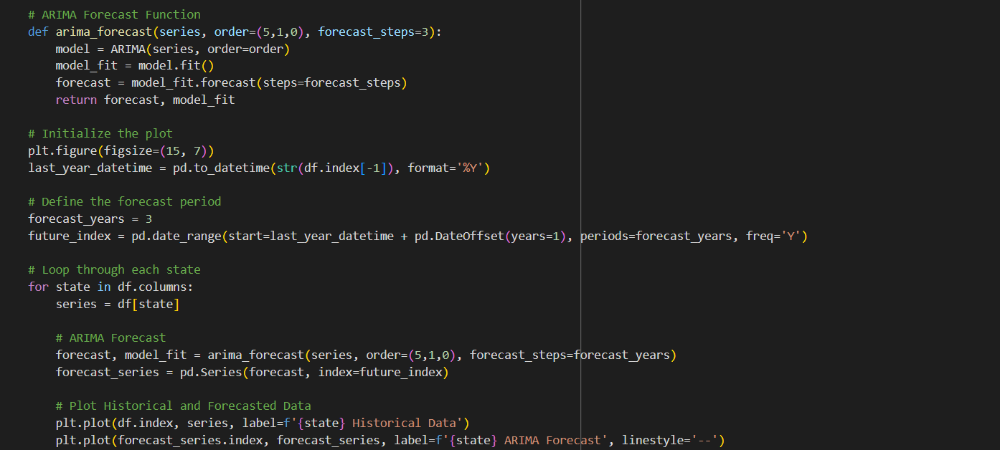 # ARIMA Forecast Function
def arima_forecast(series, order=(5,1,0), forecast_steps=3):
    model = ARIMA(series, order=order)
    model_fit = model.fit()
    forecast = model_fit.forecast(steps=forecast_steps)
    return forecast, model_fit

# Initialize the plot
plt.figure(figsize=(15, 7))
last_year_datetime = pd.to_datetime(str(df.index[-1]), format='%Y')

# Define the forecast period
forecast_years = 3
future_index = pd.date_range(start=last_year_datetime + pd.DateOffset(years=1), periods=forecast_years, freq='Y')

# Loop through each state
for state in df.columns:
    series = df[state]

    # ARIMA Forecast
    forecast, model_fit = arima_forecast(series, order=(5,1,0), forecast_steps=forecast_years)
    forecast_series = pd.Series(forecast, index=future_index)

    # Plot Historical and Forecasted Data
    plt.plot(df.index, series, label=f'{state} Historical Data')
    plt.plot(forecast_series.index, forecast_series, label=f'{state} ARIMA Forecast', linestyle='--')